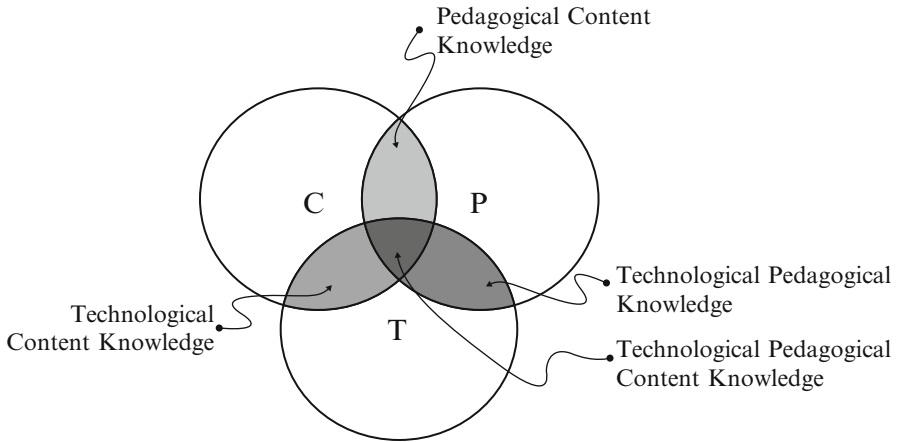 Pedagogical Content
Knowledge
C
P
Technological Pedagogical
Knowledge
Technological
Content Knowledge
T
Technological Pedagogical
Content Knowledge